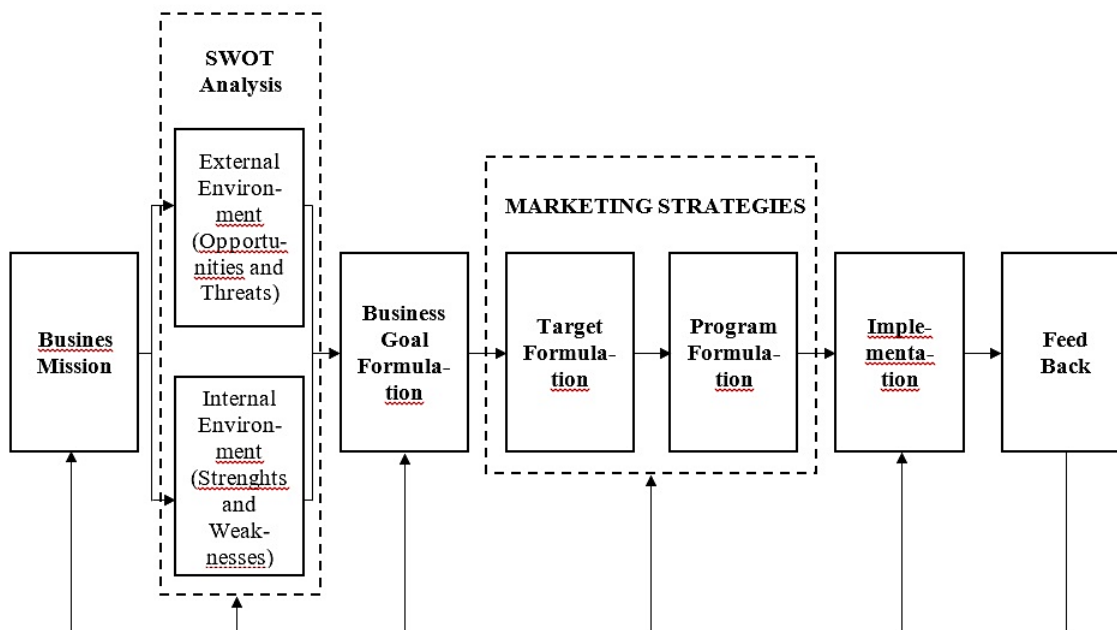 SWOT
Analysis
External
Environ-
ment
(Opportu-
nities and
Threats)
MARKETING STRATEGIES
Busines
Mission
Internal
Environ-
ment
(Strenghts
and
Weak-
nesses)
Business
Goal
Formula-
tion
Target
Formula-
tion
Program
Formula-
tion
Imple-
menta-
tion
Feed
Back